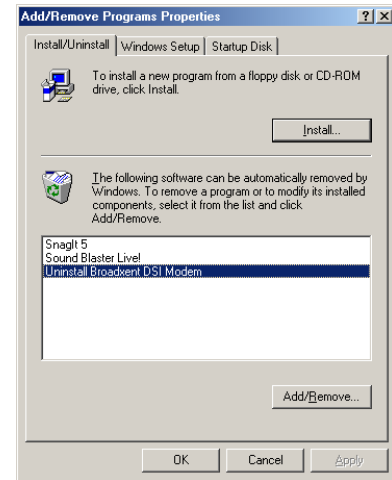 Add/Remove Programs Properties
Install/Uninstall Windows Setup Startup Disk
To install a new program from a floppy disk or CD-ROM
drive, click Install.
Install...
The following software can be automatically removed by
Windows. To remove a program or to modify its installed
components, select it from the list and click
Add/Remove.
SnagIt 5
Sound Blaster Live!
Uninstall Broadxent DSI Modem
Add/Remove...
OK Cancel Apply